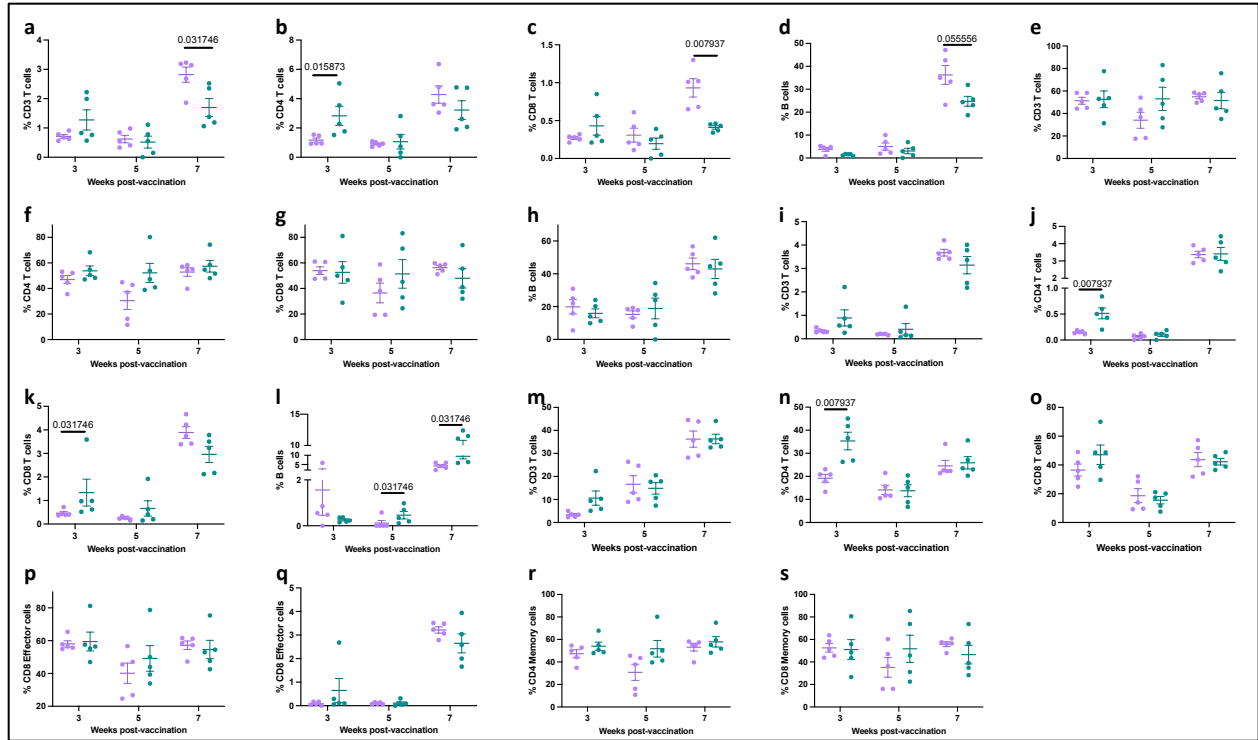 a
0.031746
% CD3 T cells
4
3
2
1
0
3 5 7
Weeks post-vaccination
b
0.015873
% CD4 T cells
8
6
4
2
0
3 5 7
Weeks post-vaccination
c
0.007937
% CD8 T cells
1.5
1.0
0.5
0.0
3 5 7
Weeks post-vaccination
d
0.055556
% B cells
50
40
30
20
10
0
3 5 7
Weeks post-vaccination
e
% CD3 T cells
100
80
60
40
20
0
3 5 7
Weeks post-vaccination
f
% CD4 T cells
100
80
60
40
20
0
3 5 7
Weeks post-vaccination
g
% CD8 T cells
100
80
60
40
20
0
3 5 7
Weeks post-vaccination
h
% B cells
60
40
20
0
3 5 7
Weeks post-vaccination
i
% CD3 T cells
5
4
3
2
1
0
3 5 7
Weeks post-vaccination
j
0.007937
% CD4 T cells
5
4
3
2
1.0
0.5
0.0
3 5 7
Weeks post-vaccination
k
0.031746
% CD8 T cells
5
4
3
2
1
0
3 5 7
Weeks post-vaccination
l
0.031746
0.031746
% B cells
15
10
10
5
2
0
3 5 7
Weeks post-vaccination
m
% CD3 T cells
50
40
30
20
10
0
3 5 7
Weeks post-vaccination
n
0.007937
% CD4 T cells
50
40
30
20
10
0
3 5 7
Weeks post-vaccination
o
% CD8 T cells
80
60
40
20
0
3 5 7
Weeks post-vaccination
p
% CD8 Effector cells
100
80
60
40
20
3 5 7
Weeks post-vaccination
q
% CD8 Effector cells
5
4
3
2
1
0
3 5 7
Weeks post-vaccination
r
% CD4 Memory cells
100
80
60
40
20
0
3 5 7
Weeks post-vaccination
s
% CD8 Memory cells
100
80
60
40
20
0
3 5 7
Weeks post-vaccination